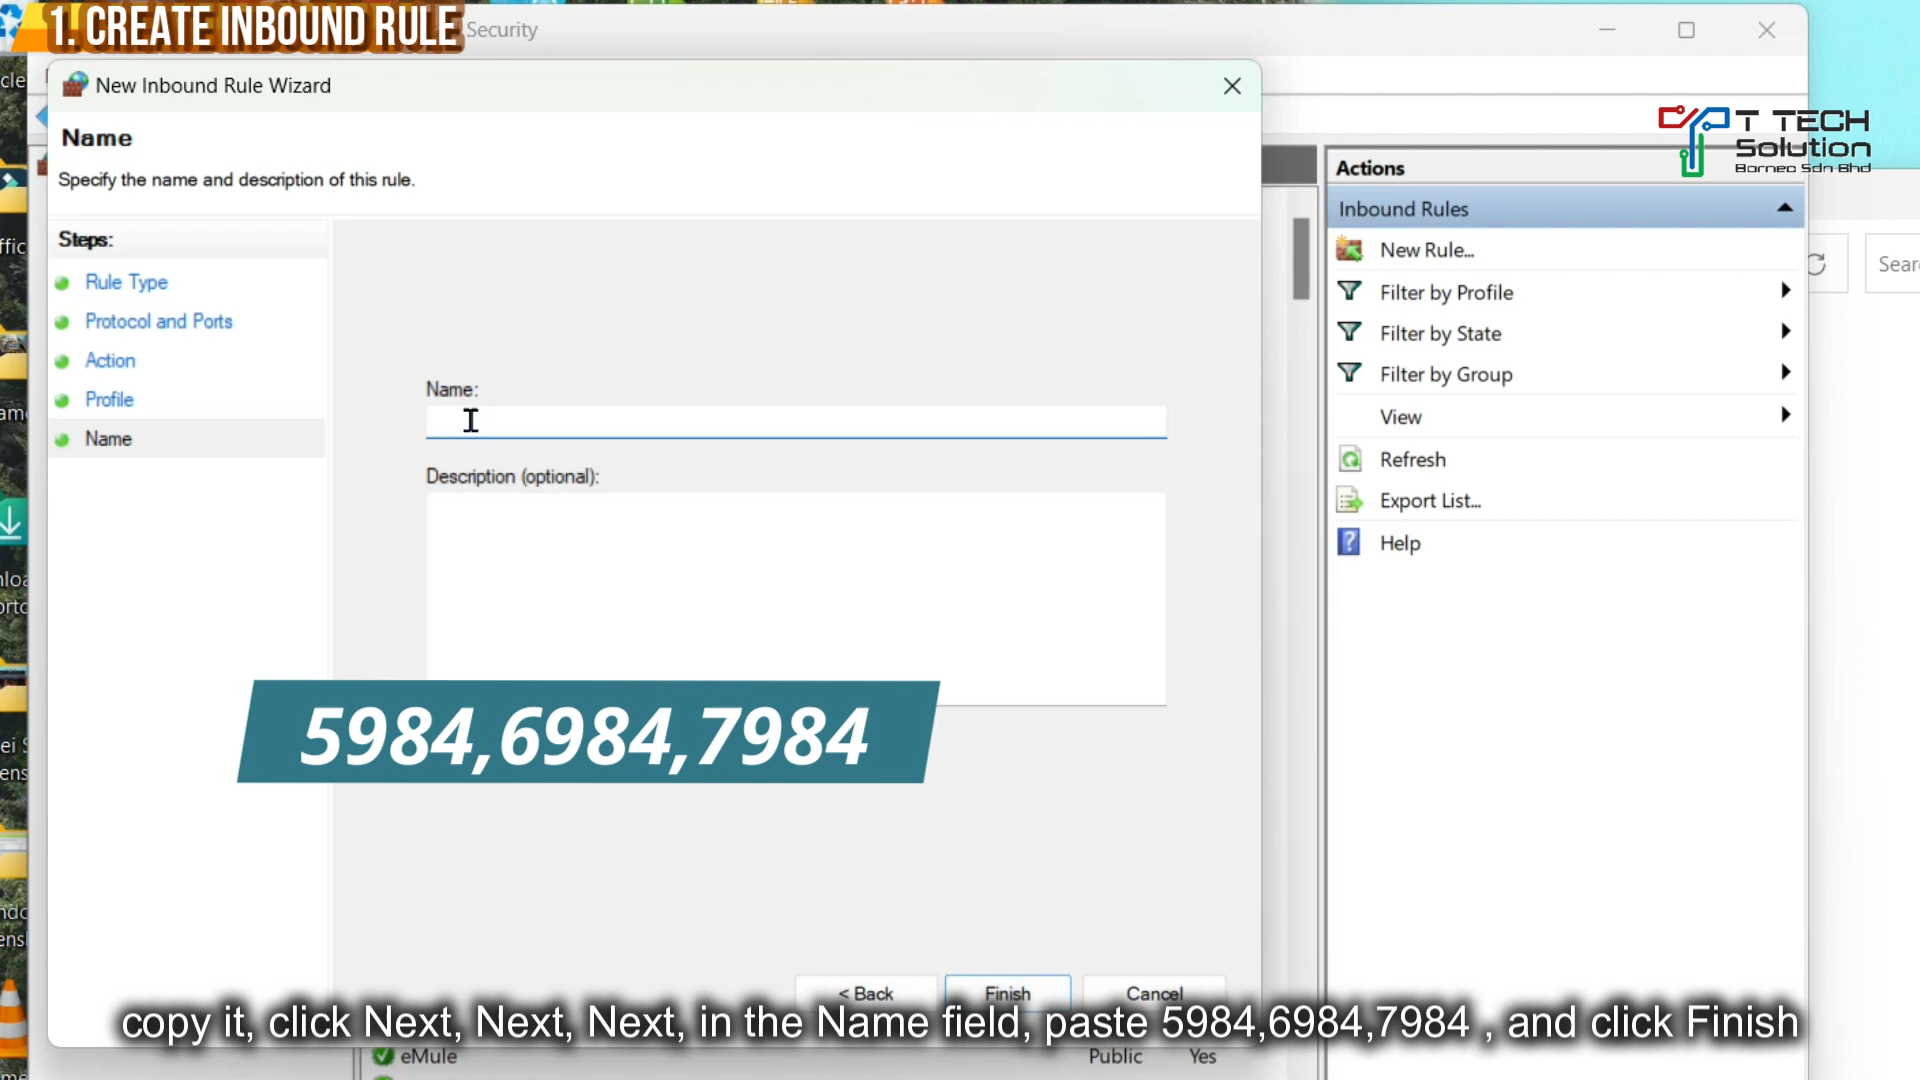 1. CREATE INBOUND RULE
Security
New Inbound Rule Wizard
Name
Specify the name and description of this rule.
Steps:
Rule Type
Protocol and Ports
Action
Profile
Name
Name:
Description (optional):
5984,6984,7984
< Back
Finish
Cancel
copy it, click Next, Next, Next, in the Name field, paste 5984,6984,7984 , and click Finish
eMule
Public
Yes
T TECH
Solution
Borneo Sdn Bhd
Actions
Inbound Rules
New Rule...
Filter by Profile
Filter by State
Filter by Group
View
Refresh
Export List...
Help
Sear